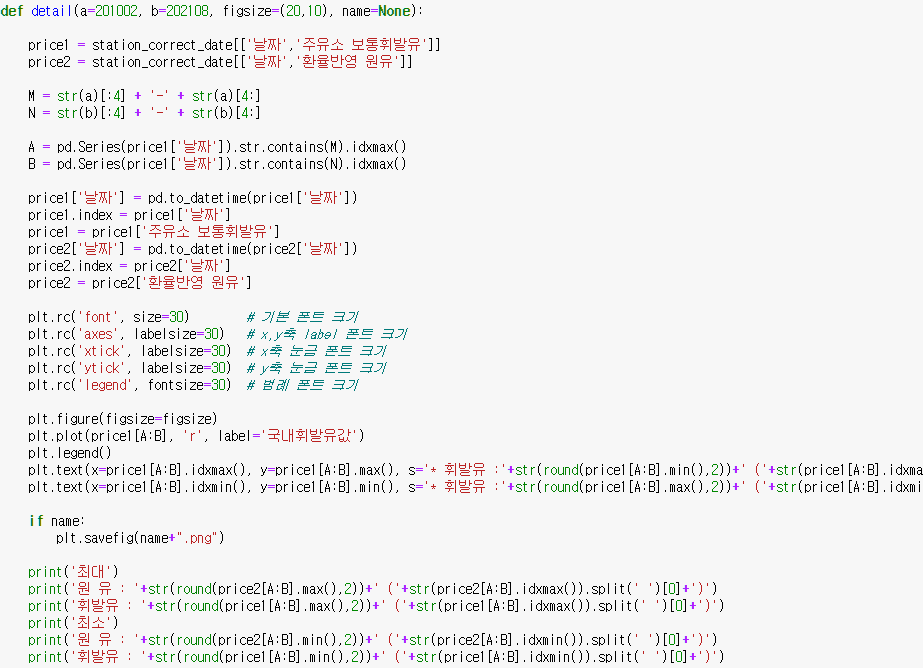 def detail(a=201002, b=202108, figsize=(20,10), name=None):
price1 = station_correct_date[['날짜','주유소 보통휘발유']]
price2 = station_correct_date[['날짜','환율반영 원유']]
M = str(a)[:4] + '-' + str(a)[4:]
N = str(b)[:4] + '-' + str(b)[4:]
A = pd.Series(price1['날짜']).str.contains(M).idxmax()
B = pd.Series(price1['날짜']).str.contains(N).idxmax()
price1['날짜'] = pd.to_datetime(price1['날짜'])
price1.index = price1['날짜']
price1 = price1['주유소 보통휘발유']
price2['날짜'] = pd.to_datetime(price2['날짜'])
price2.index = price2['날짜']
price2 = price2['환율반영 원유']
plt.rc('font', size=30)        # 기본 폰트 크기
plt.rc('axes', labelsize=30)   # x,y축 label 폰트 크기
plt.rc('xtick', labelsize=30)  # x축 눈금 폰트 크기
plt.rc('ytick', labelsize=30)  # y축 눈금 폰트 크기
plt.rc('legend', fontsize=30)  # 범례 폰트 크기
plt.figure(figsize=figsize)
plt.plot(price1[A:B], 'r', label='국내휘발유값')
plt.legend()
plt.text(x=price1[A:B].idxmax(), y=price1[A:B].max(), s='* 휘발유 :'+str(round(price1[A:B].min(),2))+' ('+str(price1[A:B].idxma
plt.text(x=price1[A:B].idxmin(), y=price1[A:B].min(), s='* 휘발유 :'+str(round(price1[A:B].max(),2))+' ('+str(price1[A:B].idxmi
if name:
plt.savefig(name+".png")
print('최대')
print('원 유 : '+str(round(price2[A:B].max(),2))+' ('+str(price2[A:B].idxmax()).split(' ')[0]+')')
print('휘발유 : '+str(round(price1[A:B].max(),2))+' ('+str(price1[A:B].idxmax()).split(' ')[0]+')')
print('최소')
print('원 유 : '+str(round(price2[A:B].min(),2))+' ('+str(price2[A:B].idxmin()).split(' ')[0]+')')
print('휘발유 : '+str(round(price1[A:B].min(),2))+' ('+str(price1[A:B].idxmin()).split(' ')[0]+')')